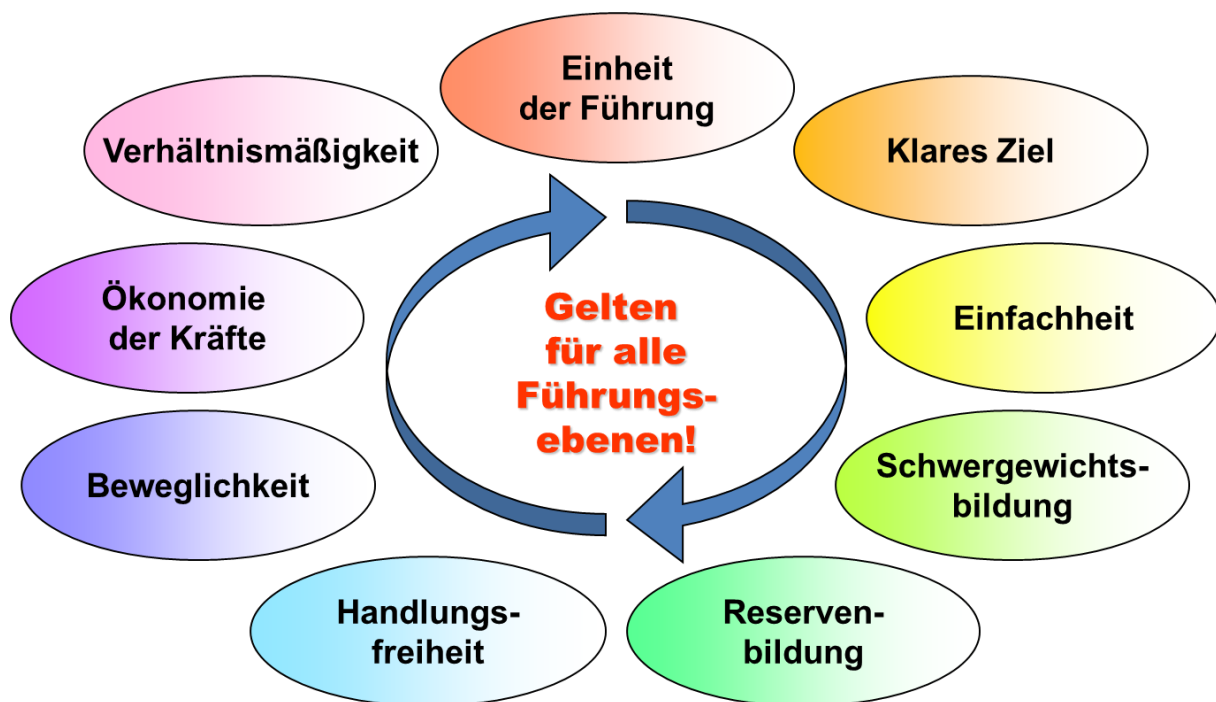 Einheit
der Führung
Klares Ziel
Einfachheit
Schwergewichts-
bildung
Reserven-
bildung
Handlungs-
freiheit
Beweglichkeit
Ökonomie
der Kräfte
Verhältnismäßigkeit
Gelten
für alle
Führungs-
ebenen!